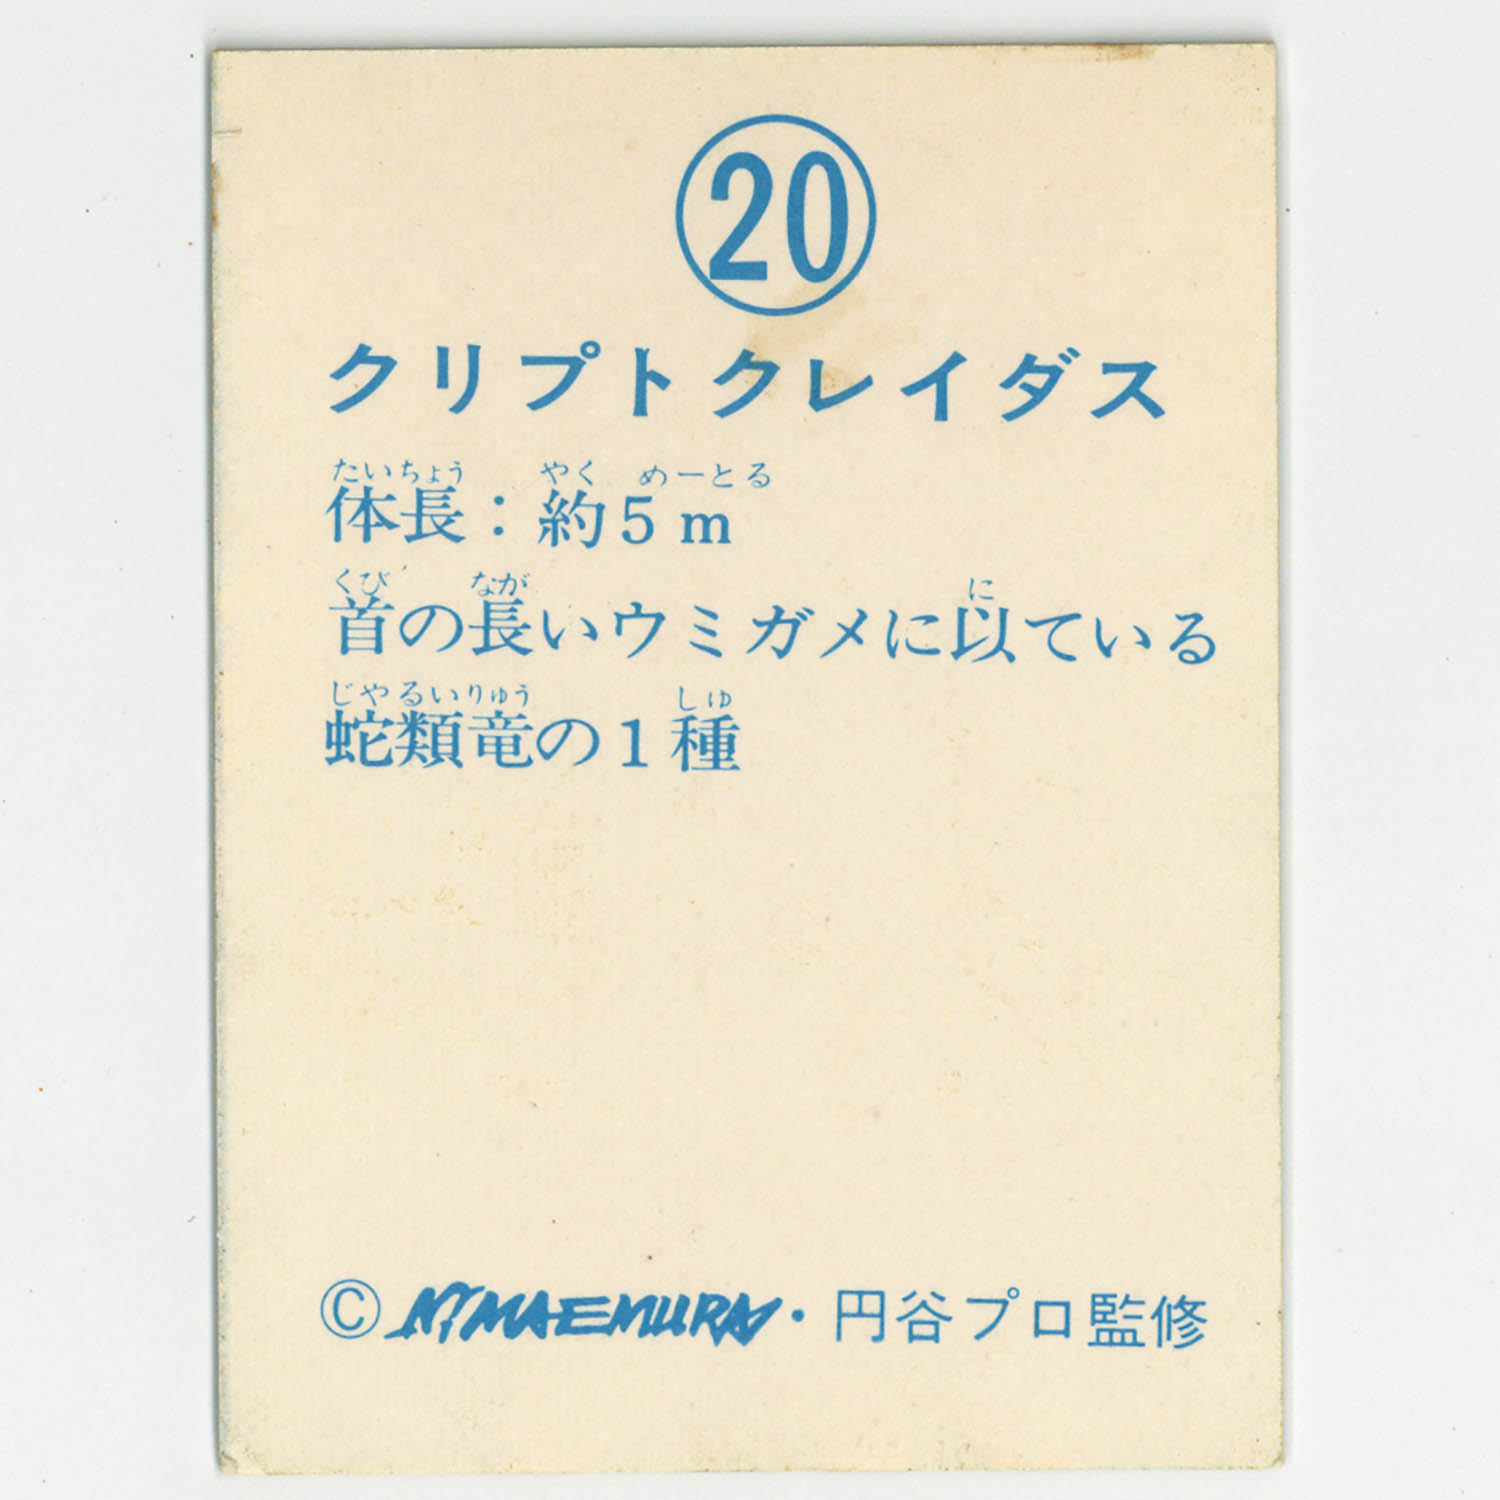 20
クリプトクレイダス
たいちょう やく めーとる
体長：約5m
くび なが に
首の長いウミガメに以ている
じゃるいりゅう しゅ
蛇類竜の1種
© N.MAEMURA・円谷プロ監修